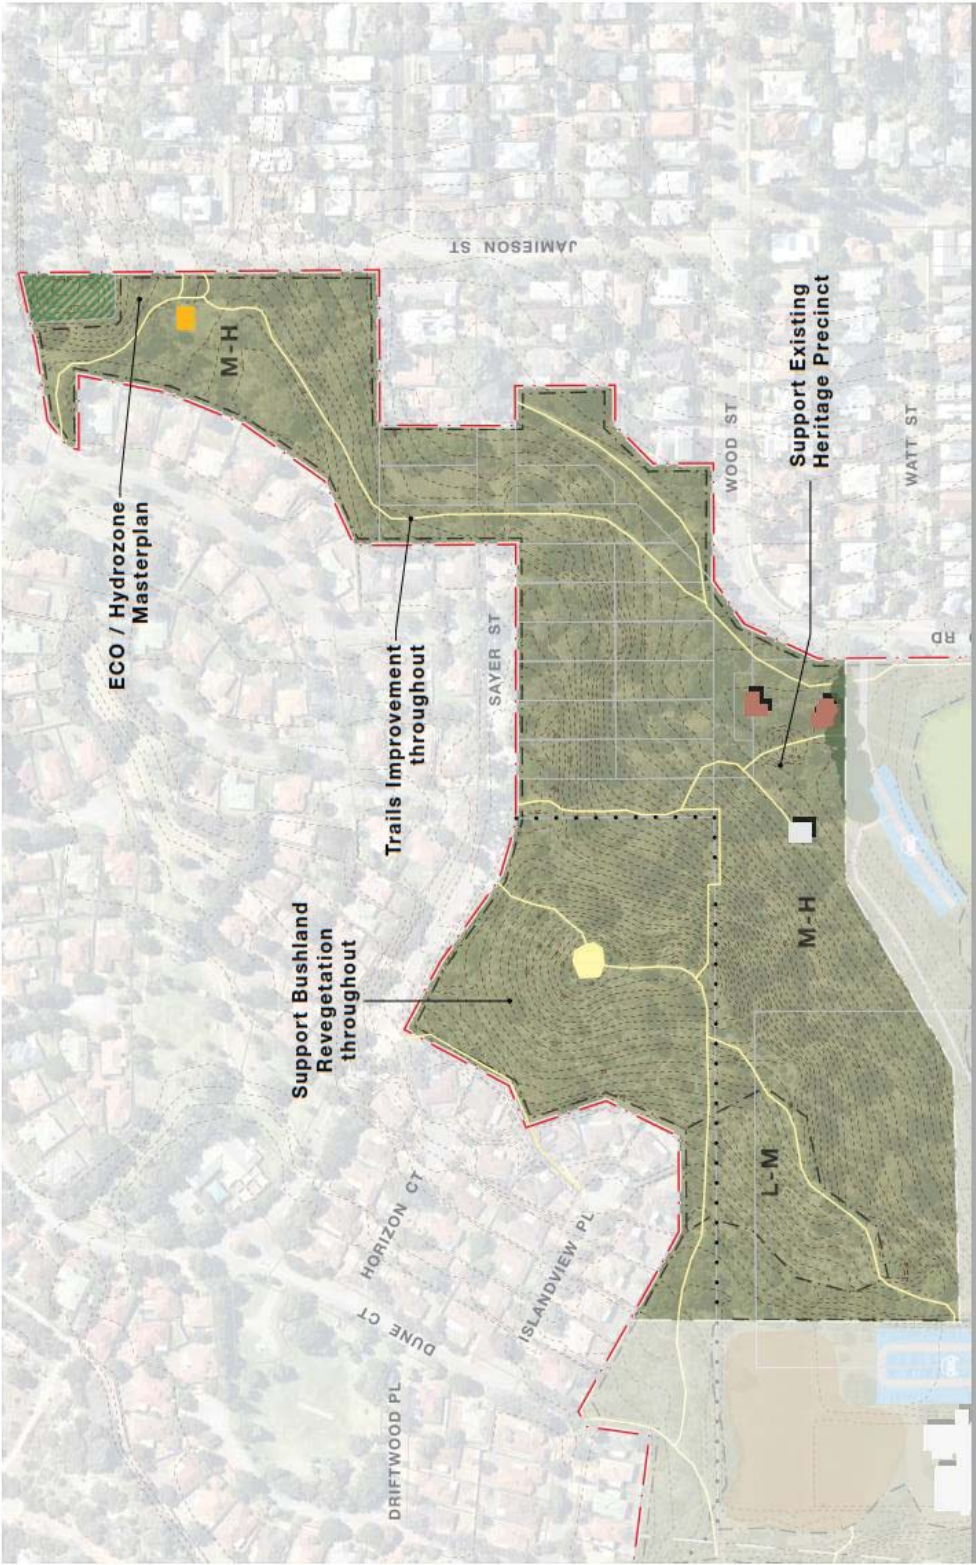 JAMIESON ST
M-H
Support Existing
Heritage Precinct
WOOD ST
WATT ST
ECO / Hydrozone
Masterplan
Trails Improvement
throughout
SAYER ST
RD
Support Bushland
Revegetation
throughout
M-H
L-M
HORIZON CT
ISLANDVIEW PL
DUNE CT
DRIFTWOOD PL